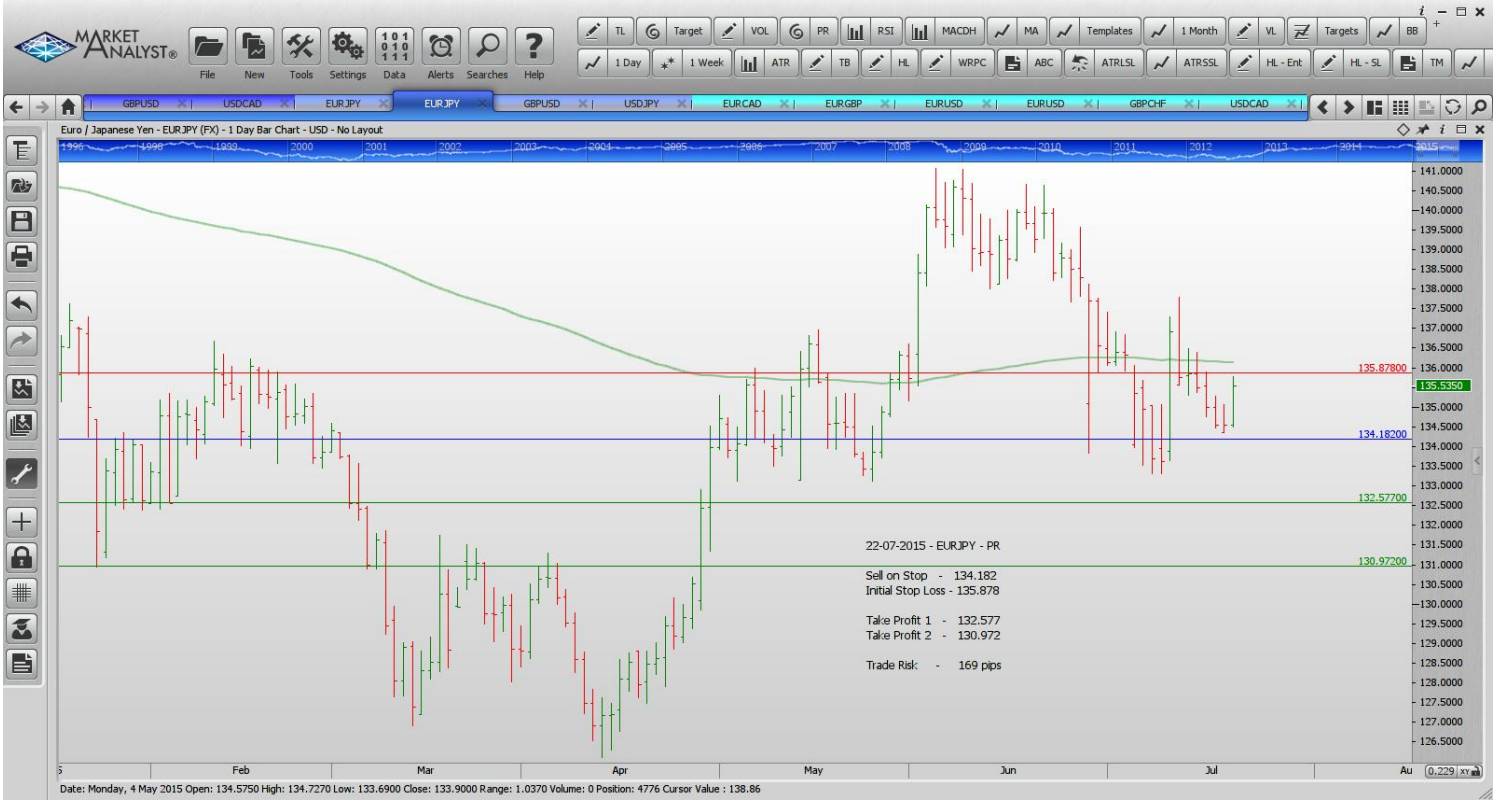 MARKET
ANALYST®
File New Tools Settings Data Alerts Searches Help
101
010
111
TL Target VOL PR RSI MACDH MA Templates 1 Month VL Targets BB
1 Day 1 Week ATR TB HL WRPC ABC ATRLSL ATRSSL HL - Ent HL - SL TM
GBPUSD USDCAD EURJPY EURJPY GBPUSD USDJPY EURCAD EURGBP EURUSD EURUSD GBPCHF USDCAD
Euro / Japanese Yen - EURJPY (FX) - 1 Day Bar Chart - USD - No Layout
1996 1998 1999 2000 2001 2002 2003 2004 2005 2006 2007 2008 2009 2010 2011 2012 2013 2014 2015
141.0000
140.5000
140.0000
139.5000
139.0000
138.5000
138.0000
137.5000
137.0000
136.5000
136.0000
135.87800
135.5350
135.0000
134.5000
134.18200
134.0000
133.5000
133.0000
132.57700
132.5000
132.0000
131.5000
131.0000
130.97200
130.5000
130.0000
129.5000
129.0000
128.5000
128.0000
127.5000
127.0000
126.5000
22-07-2015 - EURJPY - PR
Sell on Stop - 134.182
Initial Stop Loss - 135.878
Take Profit 1 - 132.577
Take Profit 2 - 130.972
Trade Risk - 169 pips
5 Feb Mar Apr May Jun Jul Au 0.229 XY
Date: Monday, 4 May 2015 Open: 134.5750 High: 134.7270 Low: 133.6900 Close: 133.9000 Range: 1.0370 Volume: 0 Position: 4776 Cursor Value : 138.86